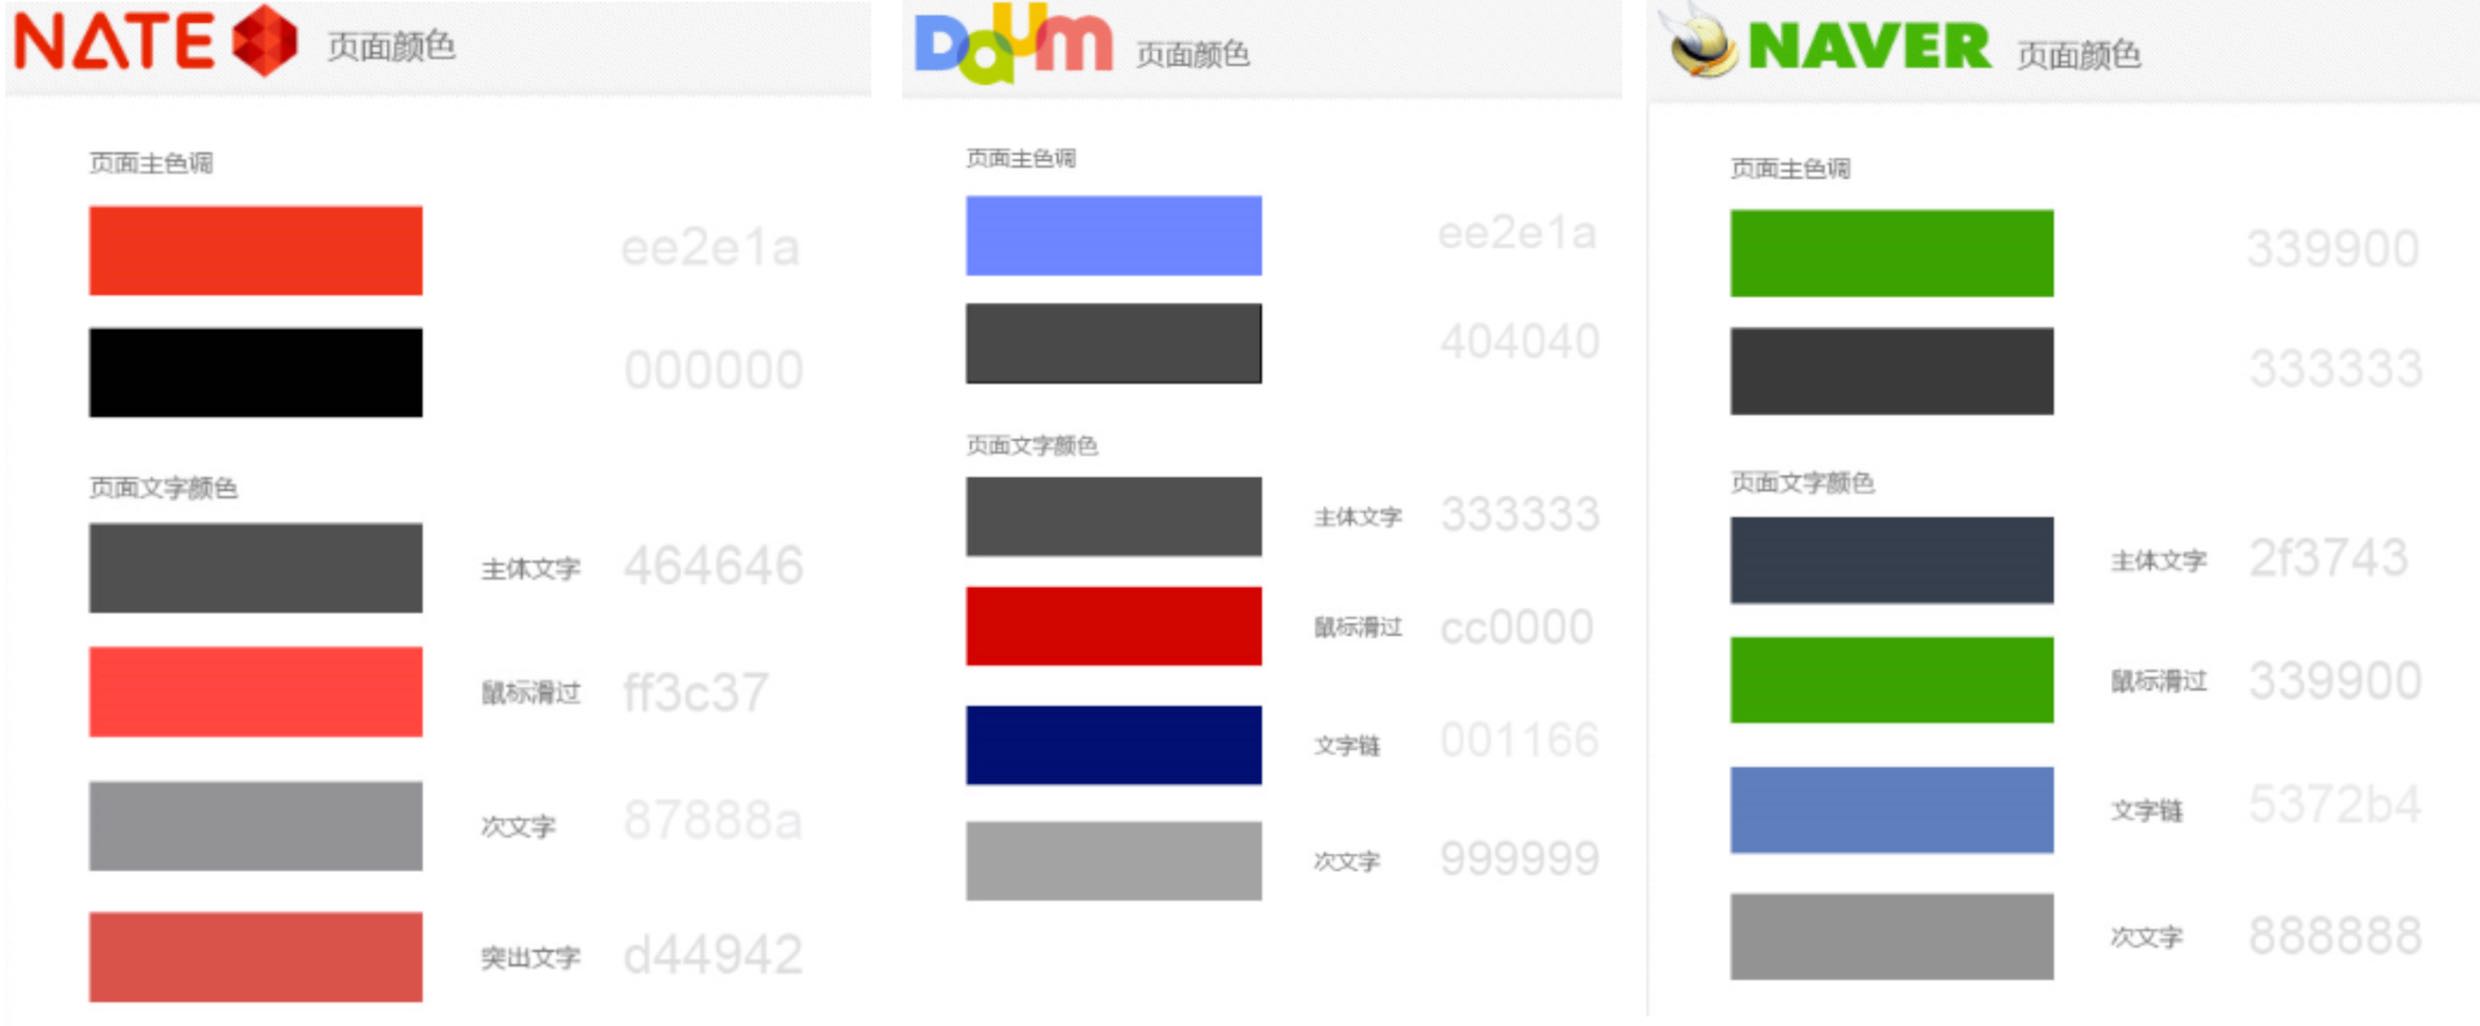 NATE 页面颜色
页面主色调
ee2e1a
000000
页面文字颜色
主体文字 464646
鼠标滑过 ff3c37
次文字 87888a
突出文字 d44942
Daum 页面颜色
页面主色调
ee2e1a
404040
页面文字颜色
主体文字 333333
鼠标滑过 cc0000
文字链 001166
次文字 999999
NAVER 页面颜色
页面主色调
339900
333333
页面文字颜色
主体文字 2f3743
鼠标滑过 339900
文字链 5372b4
次文字 888888